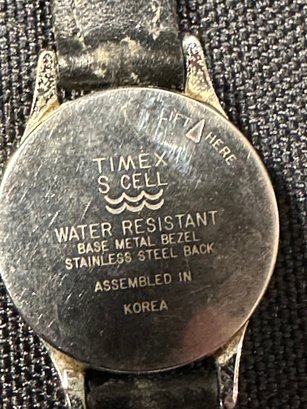 LIFT HERE
TIMEX
S CELL
WATER RESISTANT
BASE METAL BEZEL
STAINLESS STEEL BACK
ASSEMBLED IN
KOREA